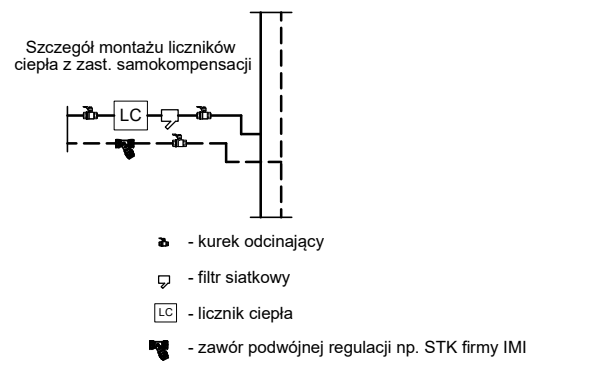 Szczegół montażu liczników
ciepła z zast. samokompensacji
LC
- kurek odcinający
- filtr siatkowy
LC - licznik ciepła
- zawór podwójnej regulacji np. STK firmy IMI